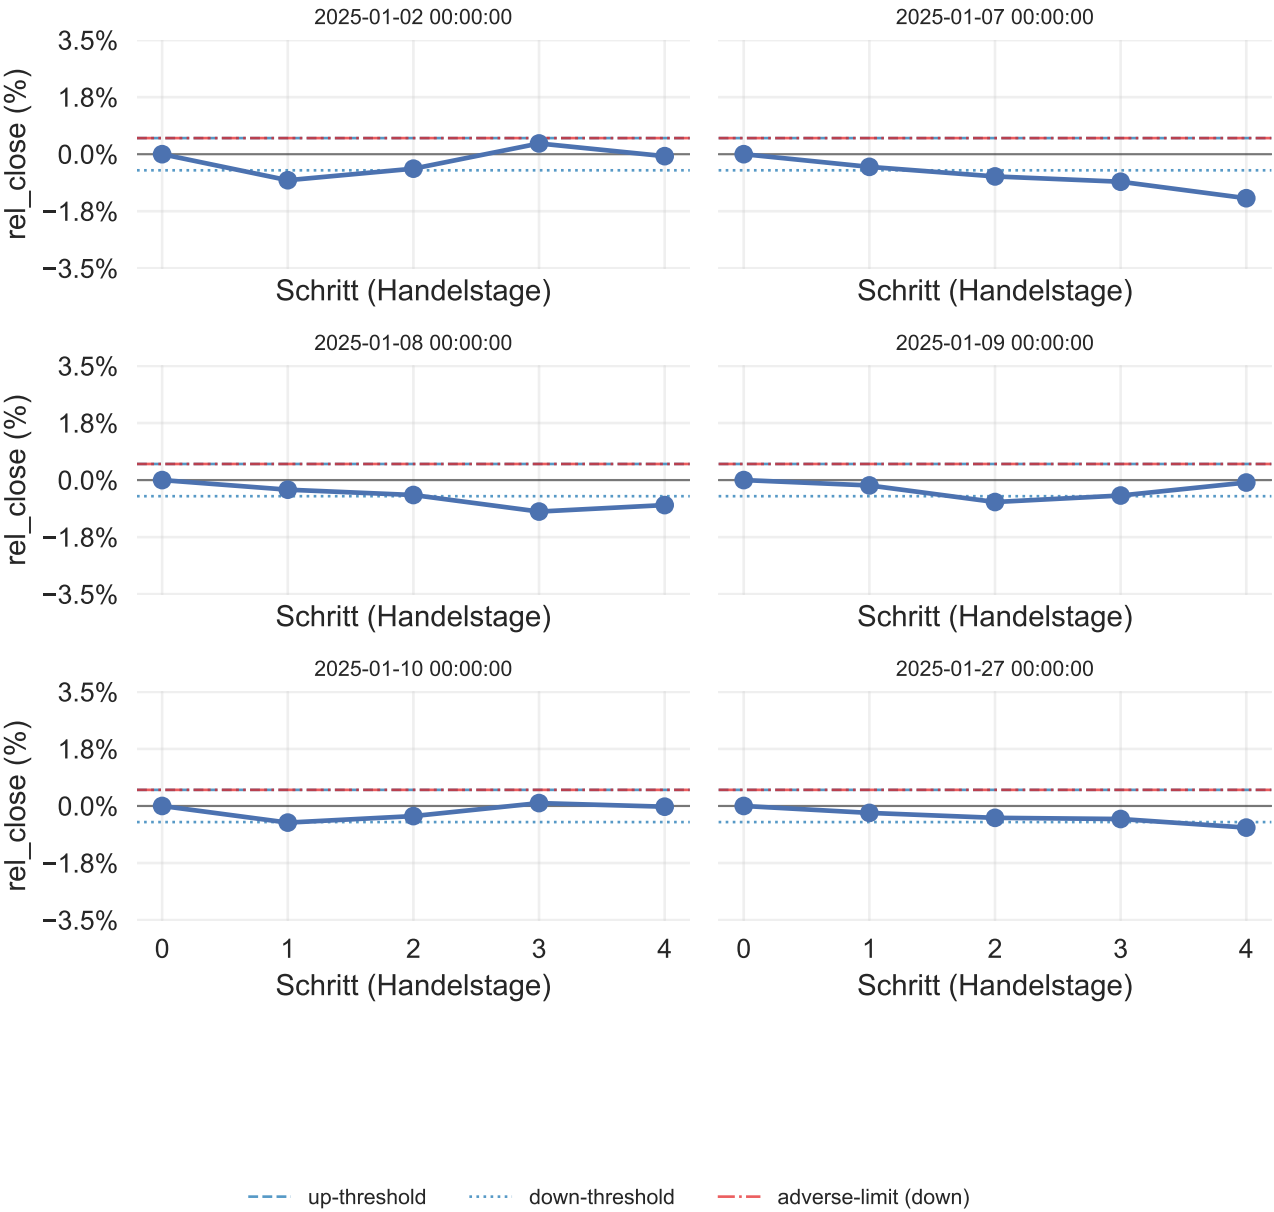 2025-01-02 00:00:00
2025-01-07 00:00:00
3.5%
1.8%
0.0%
−1.8%
−3.5%
rel_close (%)
Schritt (Handelstage)
Schritt (Handelstage)
2025-01-08 00:00:00
2025-01-09 00:00:00
3.5%
1.8%
0.0%
−1.8%
−3.5%
rel_close (%)
Schritt (Handelstage)
Schritt (Handelstage)
2025-01-10 00:00:00
2025-01-27 00:00:00
3.5%
1.8%
0.0%
−1.8%
−3.5%
rel_close (%)
0 1 2 3 4
0 1 2 3 4
Schritt (Handelstage)
Schritt (Handelstage)
up-threshold
down-threshold
adverse-limit (down)